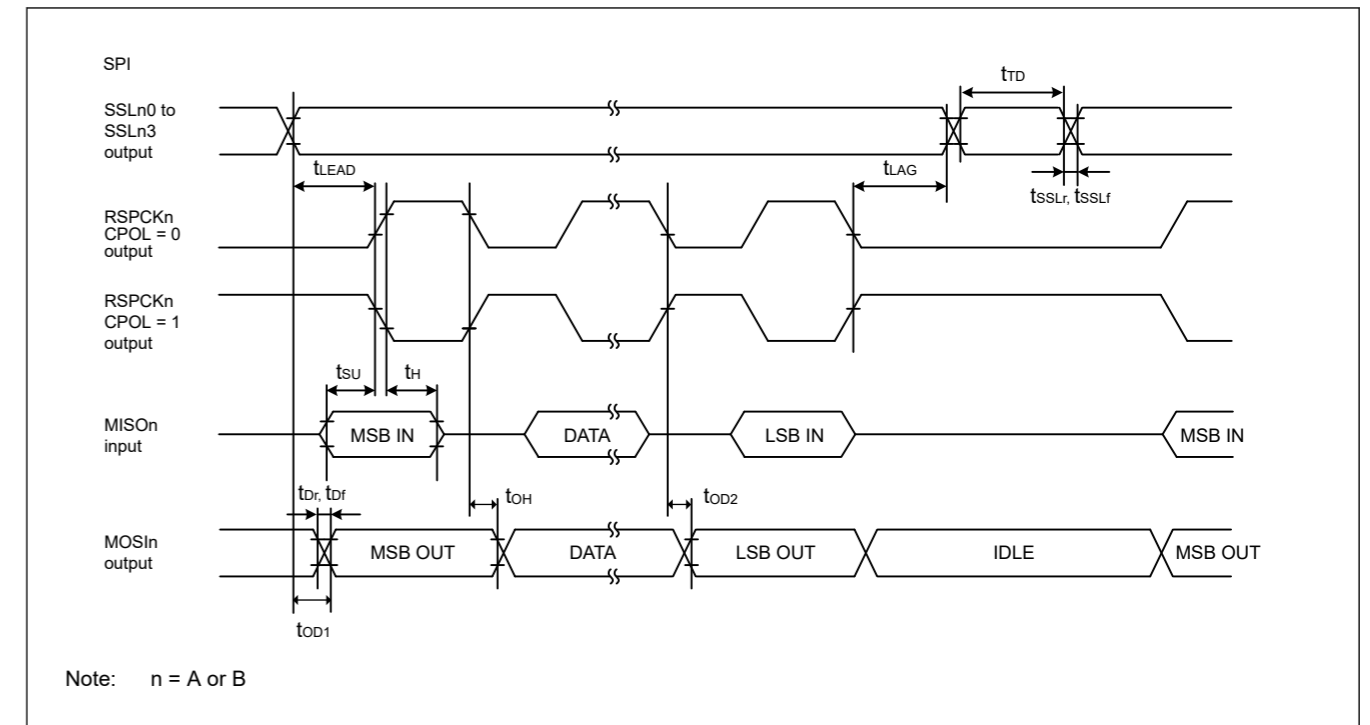 SPI
SSLn0 to
SSLn3
output
tTD
tLEAD
tLAG
tSSLr, tSSLf
RSPCKn
CPOL = 0
output
RSPCKn
CPOL = 1
output
tSU
tH
MISOn
input
MSB IN
DATA
LSB IN
MSB IN
tDr, tDf
tOH
tOD2
MOSIn
output
MSB OUT
DATA
LSB OUT
IDLE
MSB OUT
tOD1
Note: n = A or B